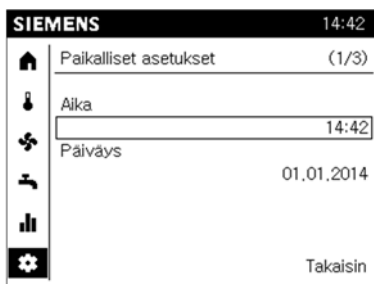 SIEMENS 14:42
Paikalliset asetukset (1/3)
Aika
14:42
Päiväys
01.01.2014
Takaisin